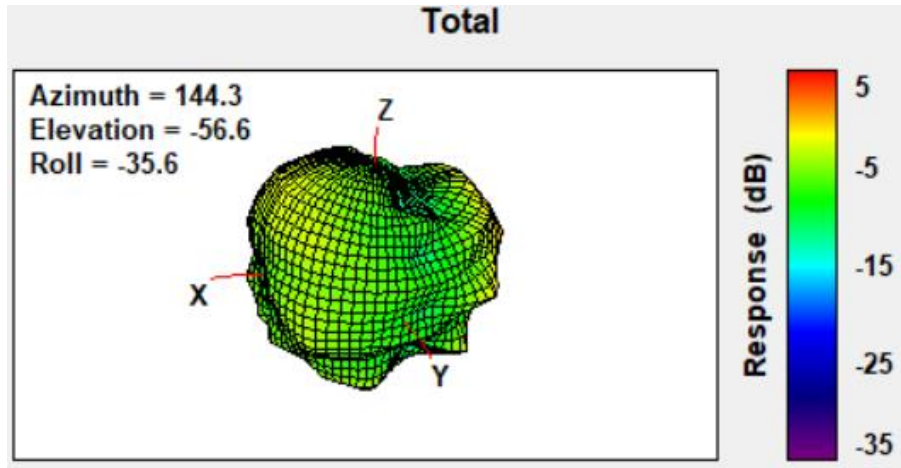 Total
Azimuth = 144.3
Elevation = -56.6
Roll = -35.6
Z
X
Y
Response (dB)
5
-5
-15
-25
-35